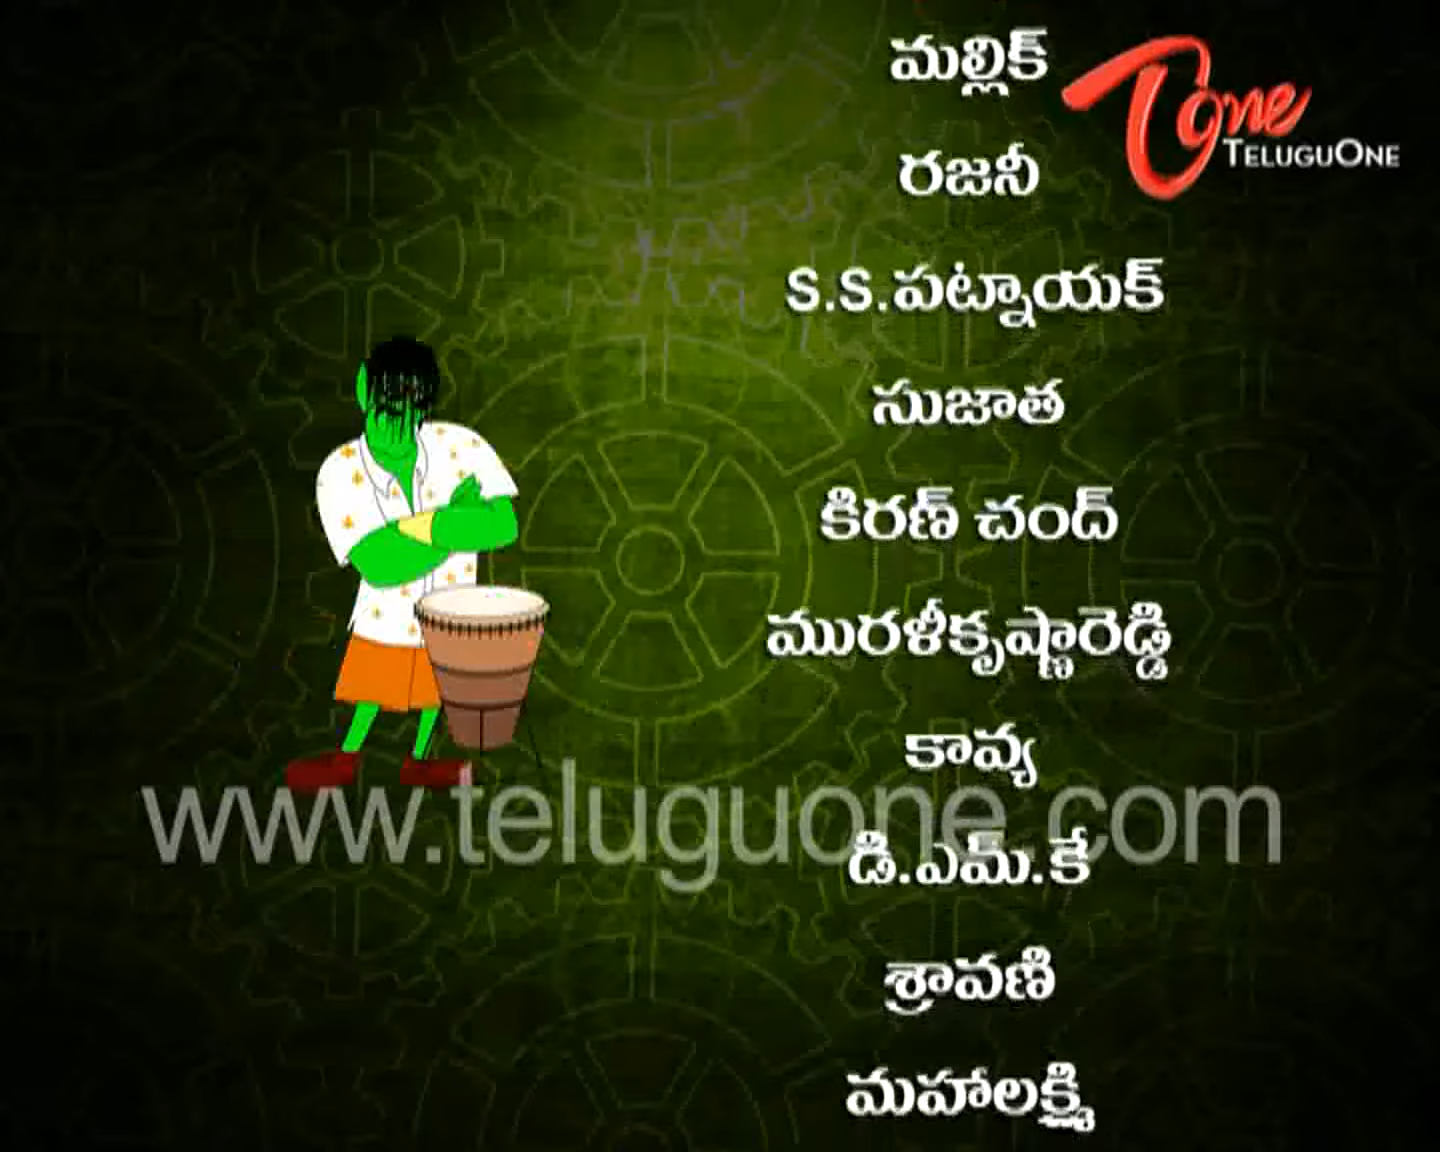 మల్లిక్
One
TELUGUONE
రజనీ
S.S.పట్నాయక్
సుజాత
కిరణ్ చంద్
మురళీకృష్ణారెడ్డి
కావ్య
www.teluguone.com
డి.ఎమ్.కే
శ్రావణి
మహాలక్ష్మి